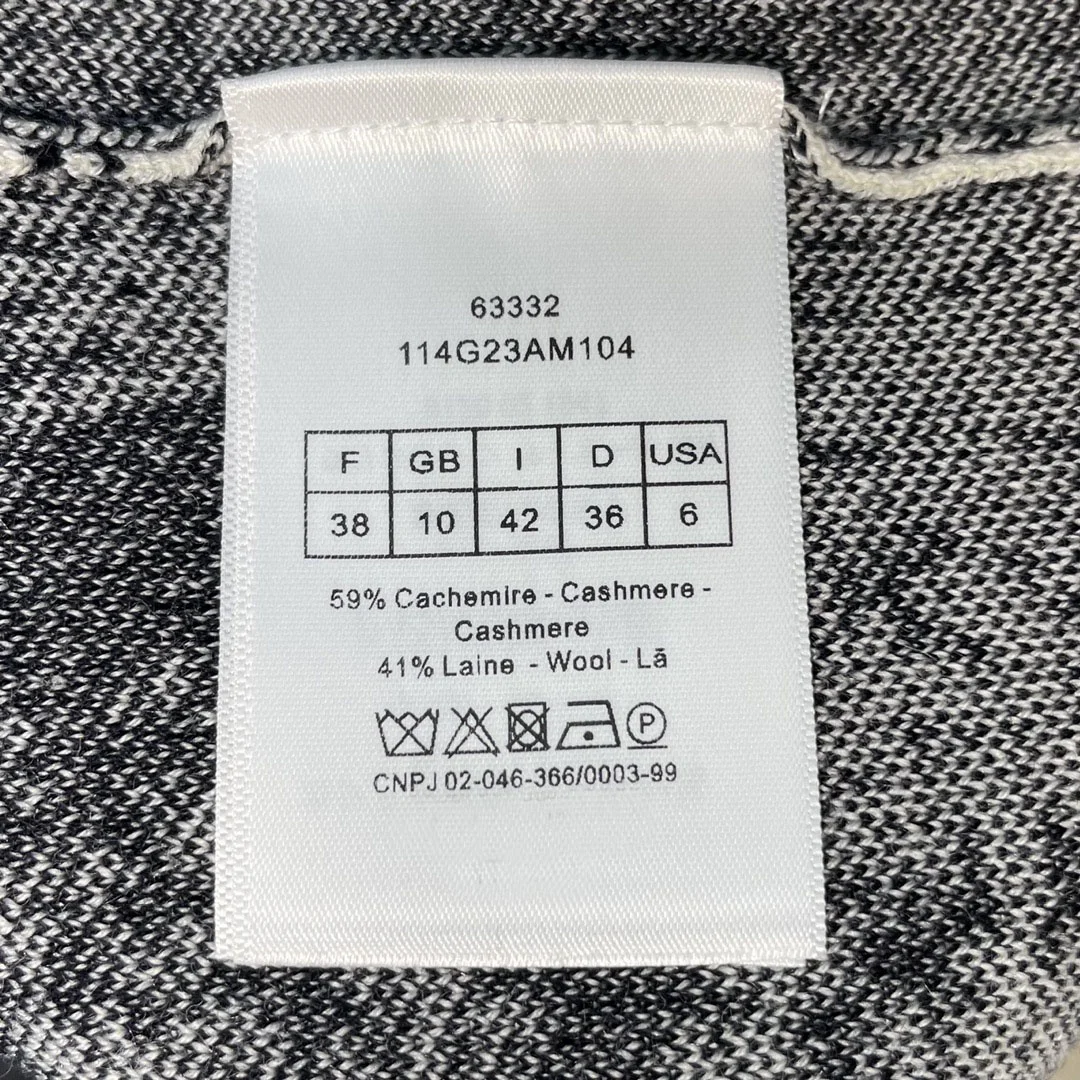 63332
114G23AM104
F GB I D USA
38 10 42 36 6
59% Cachemire - Cashmere -
Cashmere
41% Laine - Wool - Lã
P
CNPJ 02-046-366/0003-99